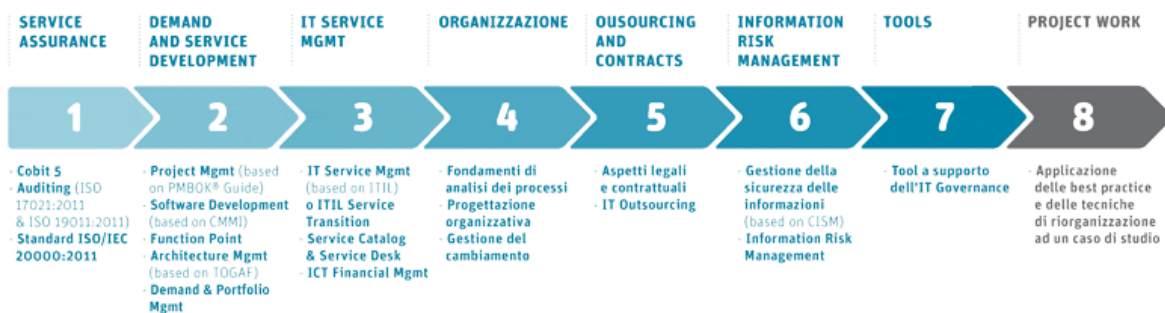 SERVICE
ASSURANCE
DEMAND
AND SERVICE
DEVELOPMENT
IT SERVICE
MGMT
ORGANIZZAZIONE
OUSOURCING
AND
CONTRACTS
INFORMATION
RISK
MANAGEMENT
TOOLS
PROJECT WORK
1
2
3
4
5
6
7
8
· Cobit 5
· Auditing (ISO
17021:2011
& ISO 19011:2011)
· Standard ISO/IEC
20000:2011
· Project Mgmt (based
on PMBOK® Guide)
· Software Development
(based on CMMI)
· Function Point
· Architecture Mgmt
(based on TOGAF)
· Demand & Portfolio
Mgmt
· IT Service Mgmt
(based on ITIL)
o ITIL Service
Transition
· Service Catalog
& Service Desk
· ICT Financial Mgmt
· Fondamenti di
analisi dei processi
· Progettazione
organizzativa
· Gestione del
cambiamento
· Aspetti legali
e contrattuali
· IT Outsourcing
· Gestione della
sicurezza delle
informazioni
(based on CISM)
· Information Risk
Management
· Tool a supporto
dell'IT Governance
· Applicazione
delle best practice
e delle tecniche
di riorganizzazione
ad un caso di studio